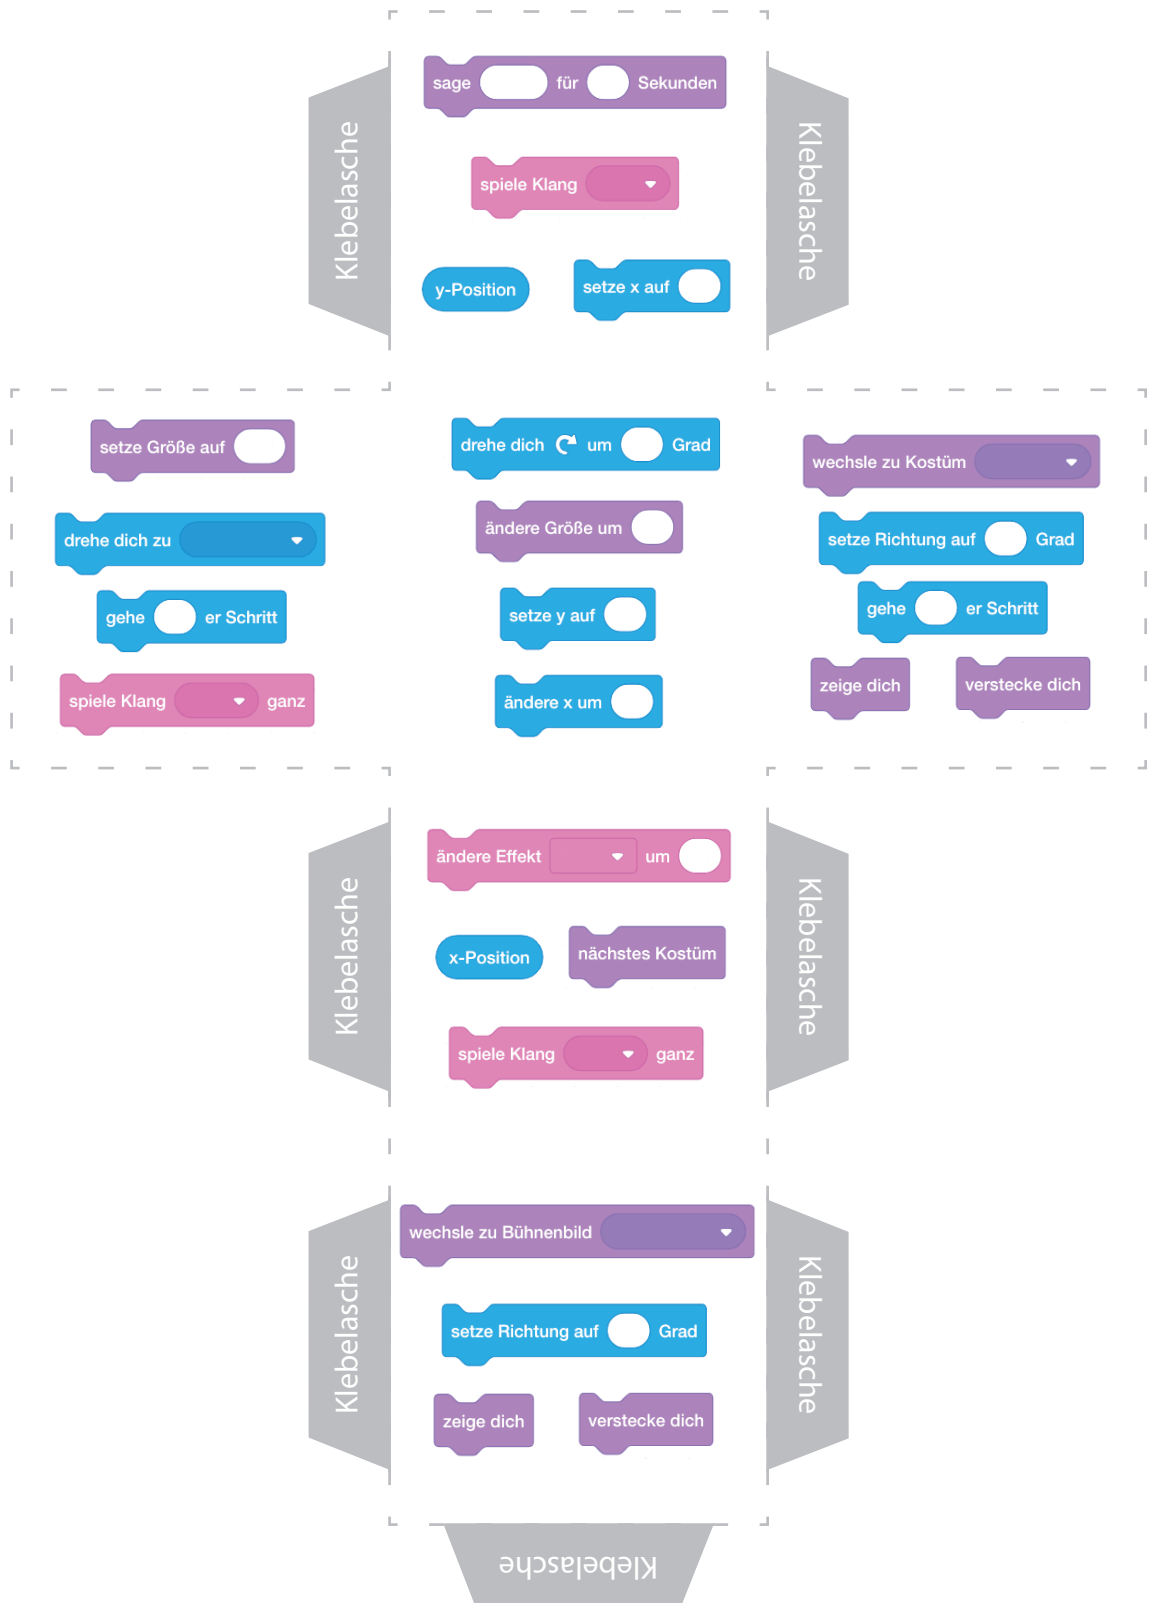 sage für Sekunden
Klebelasche
Klebelasche
spiele Klang
y-Position
setze x auf
setze Größe auf
drehe dich zu
gehe er Schritt
spiele Klang ganz
drehe dich um Grad
ändere Größe um
setze y auf
ändere x um
wechsle zu Kostüm
setze Richtung auf Grad
gehe er Schritt
zeige dich
verstecke dich
ändere Effekt um
Klebelasche
Klebelasche
x-Position
nächstes Kostüm
spiele Klang ganz
wechsle zu Bühnenbild
Klebelasche
Klebelasche
setze Richtung auf Grad
zeige dich
verstecke dich
Klebelasche